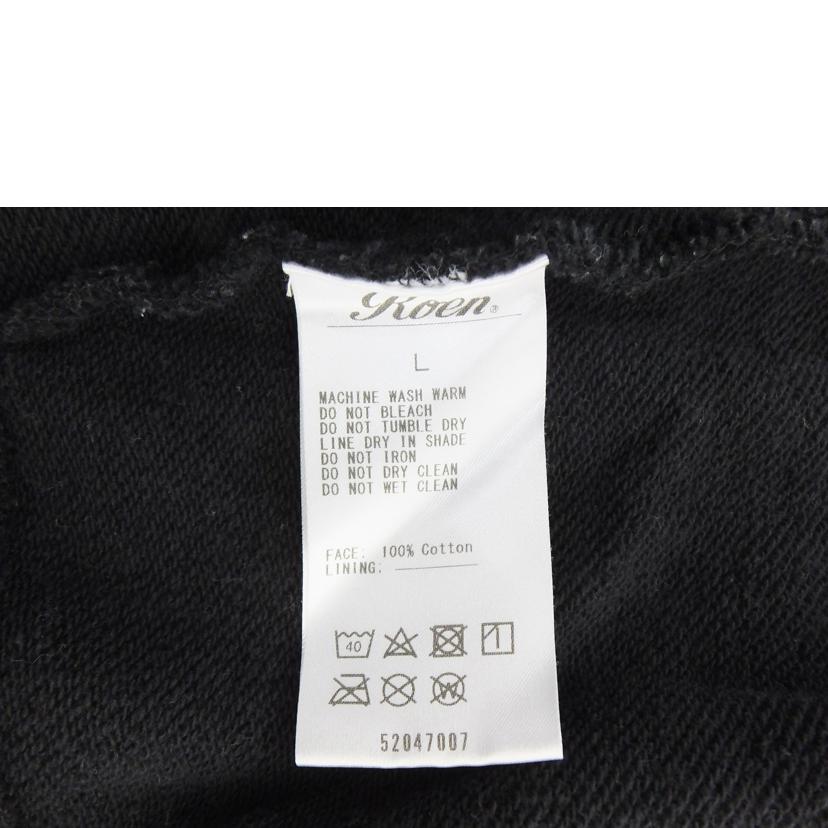 Koen®
L
MACHINE WASH WARM
DO NOT BLEACH
DO NOT TUMBLE DRY
LINE DRY IN SHADE
DO NOT IRON
DO NOT DRY CLEAN
DO NOT WET CLEAN
FACE: 100% Cotton
LINING:
40
W
52047007